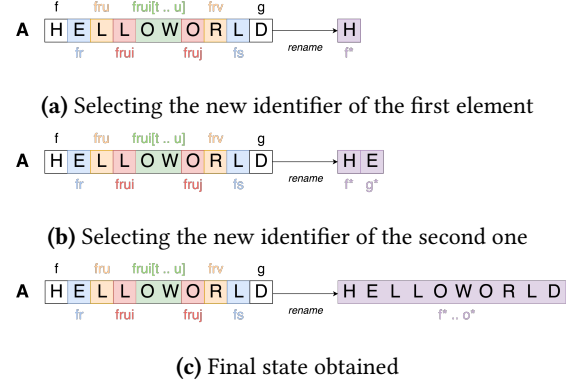 f fru frui[t .. u] frv g
A H E L L O W O R L D rename H
fr frui fruj fs f*
(a) Selecting the new identifier of the first element
f fru frui[t .. u] frv g
A H E L L O W O R L D rename H E
fr frui fruj fs f* g*
(b) Selecting the new identifier of the second one
f fru frui[t .. u] frv g
A H E L L O W O R L D rename H E L L O W O R L D
fr frui fruj fs f* .. o*
(c) Final state obtained